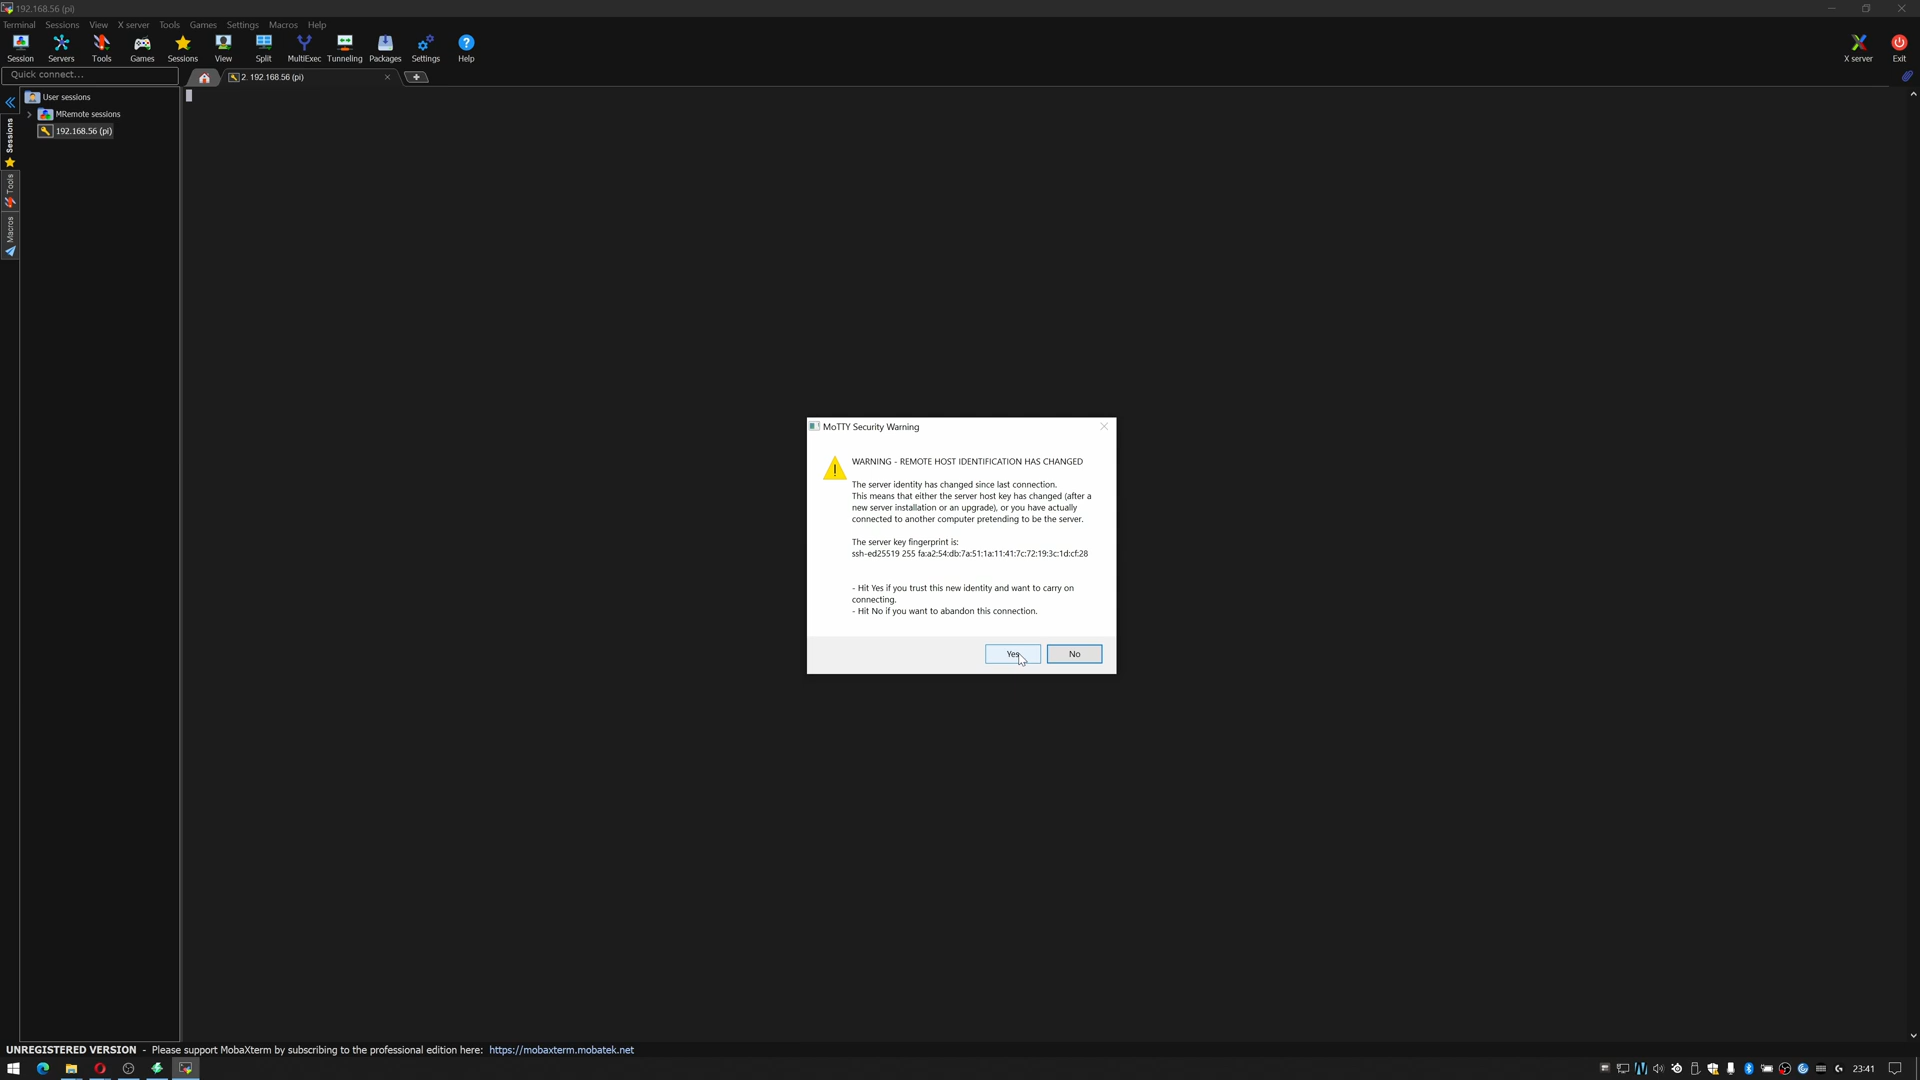 192.168.56 (pi)
Terminal Sessions View X server Tools Games Settings Macros Help
Session Servers Tools Games Sessions View Split MultiExec Tunneling Packages Settings Help X server Exit
Quick connect...
2. 192.168.56 (pi)
User sessions
MRemote sessions
192.168.56 (pi)
Sessions
Tools
Macros
MoTTY Security Warning
WARNING - REMOTE HOST IDENTIFICATION HAS CHANGED
The server identity has changed since last connection.
This means that either the server host key has changed (after a
new server installation or an upgrade), or you have actually
connected to another computer pretending to be the server.
The server key fingerprint is:
ssh-ed25519 255 fa:a2:54:db:7a:51:1a:11:41:7c:72:19:3c:1d:cf:28
- Hit Yes if you trust this new identity and want to carry on
connecting.
- Hit No if you want to abandon this connection.
Yes No
UNREGISTERED VERSION - Please support MobaXterm by subscribing to the professional edition here: https://mobaxterm.mobatek.net
23:41